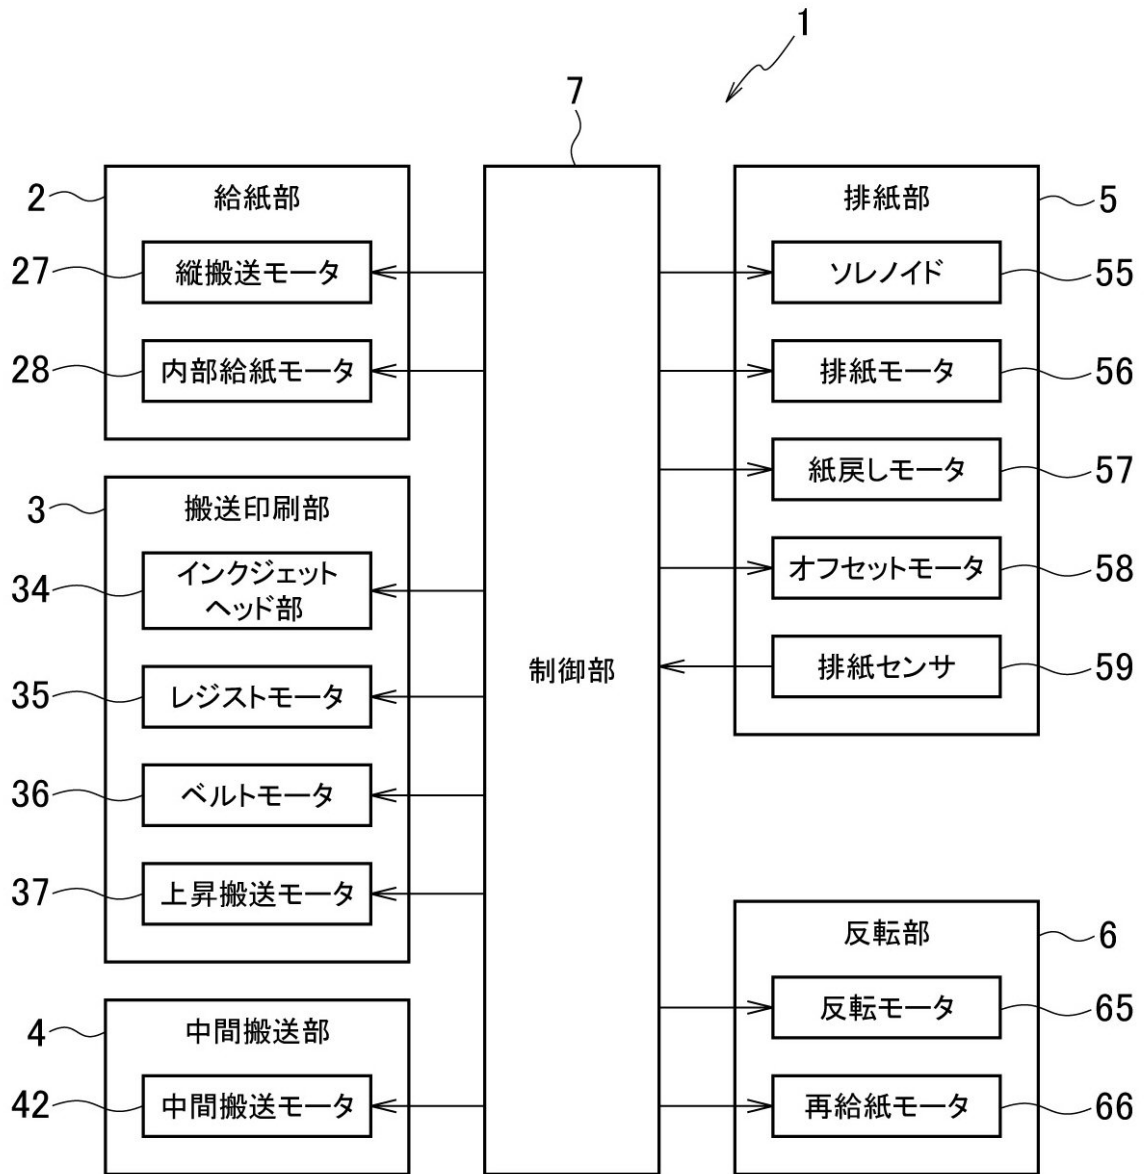 1
7
2
給紙部
27
縦搬送モータ
28
内部給紙モータ
3
搬送印刷部
34
インクジェット
ヘッド部
35
レジストモータ
36
ベルトモータ
37
上昇搬送モータ
4
中間搬送部
42
中間搬送モータ
制御部
排紙部
5
ソレノイド
55
排紙モータ
56
紙戻しモータ
57
オフセットモータ
58
排紙センサ
59
反転部
6
反転モータ
65
再給紙モータ
66